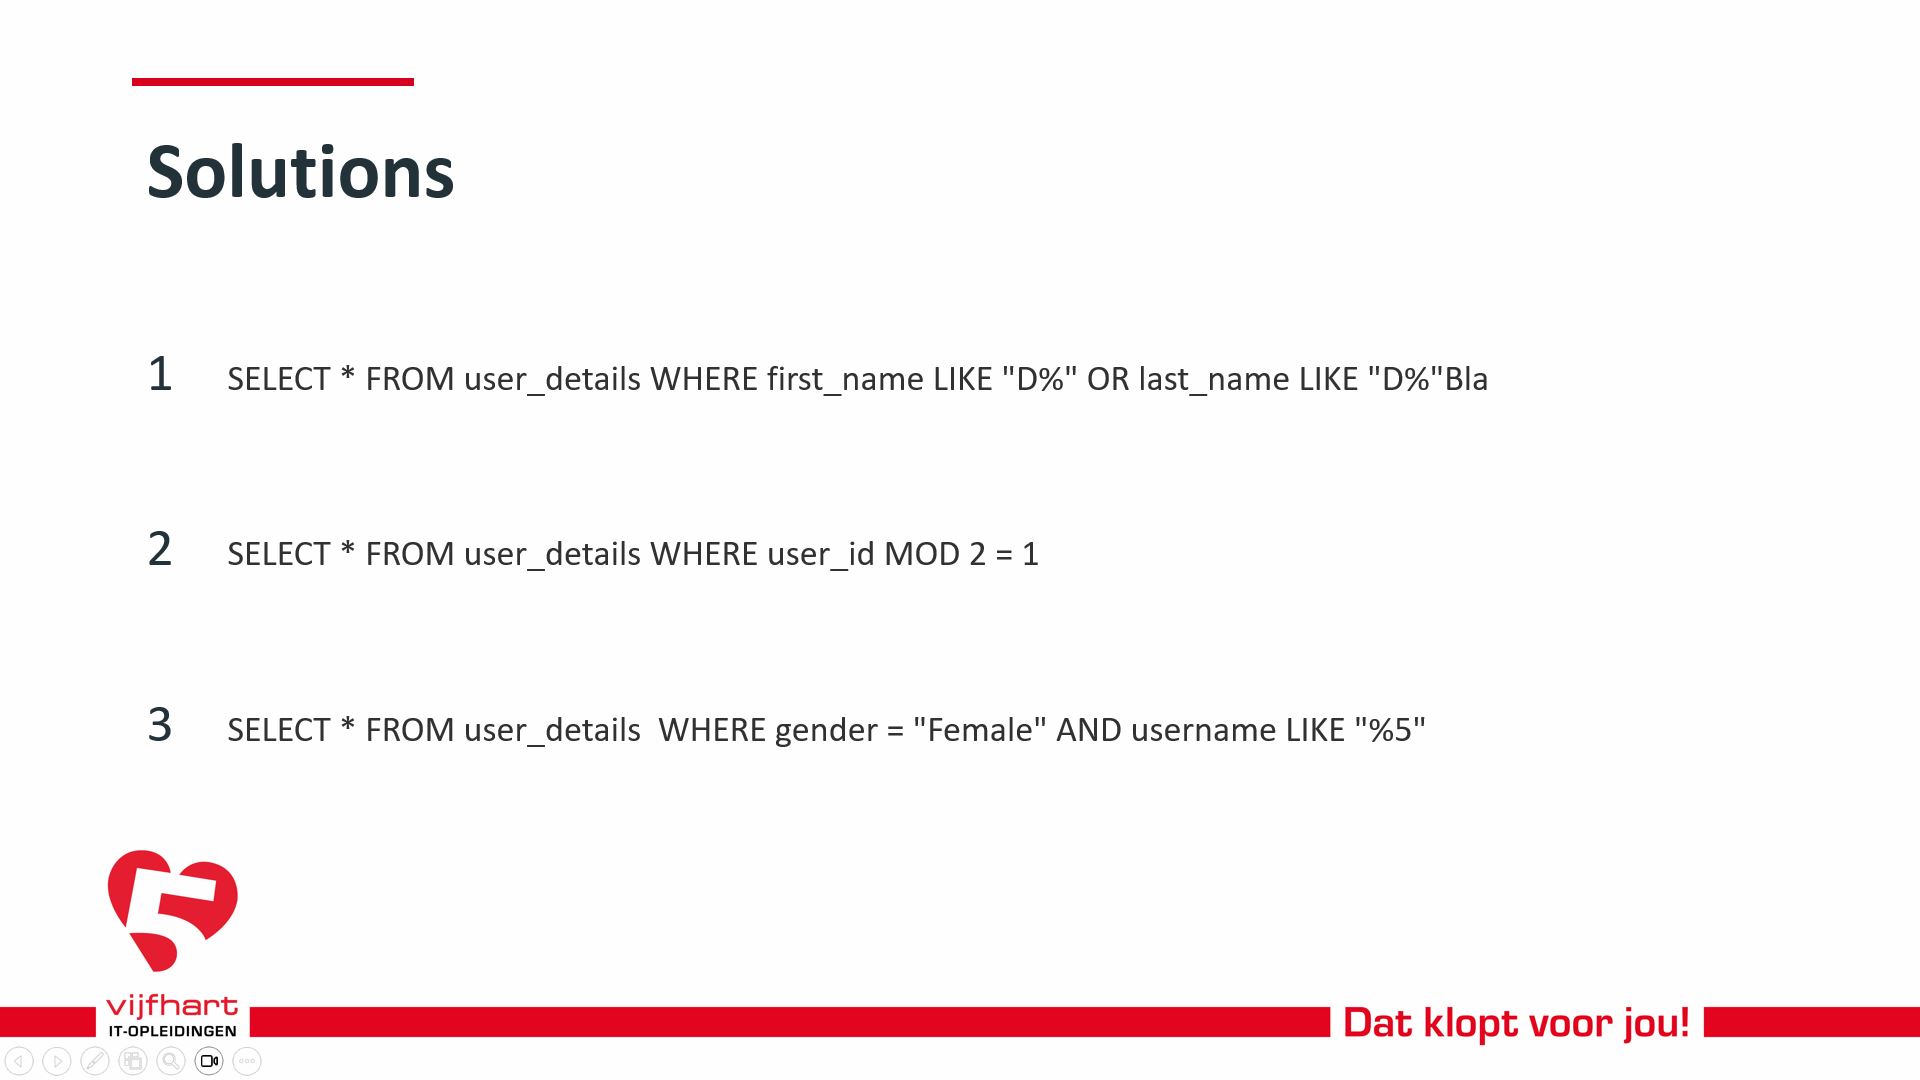 Solutions
1 SELECT * FROM user_details WHERE first_name LIKE "D%" OR last_name LIKE "D%"Bla
2 SELECT * FROM user_details WHERE user_id MOD 2 = 1
3 SELECT * FROM user_details  WHERE gender = "Female" AND username LIKE "%5"
5
vijfhart
IT-OPLEIDINGEN
Dat klopt voor jou!